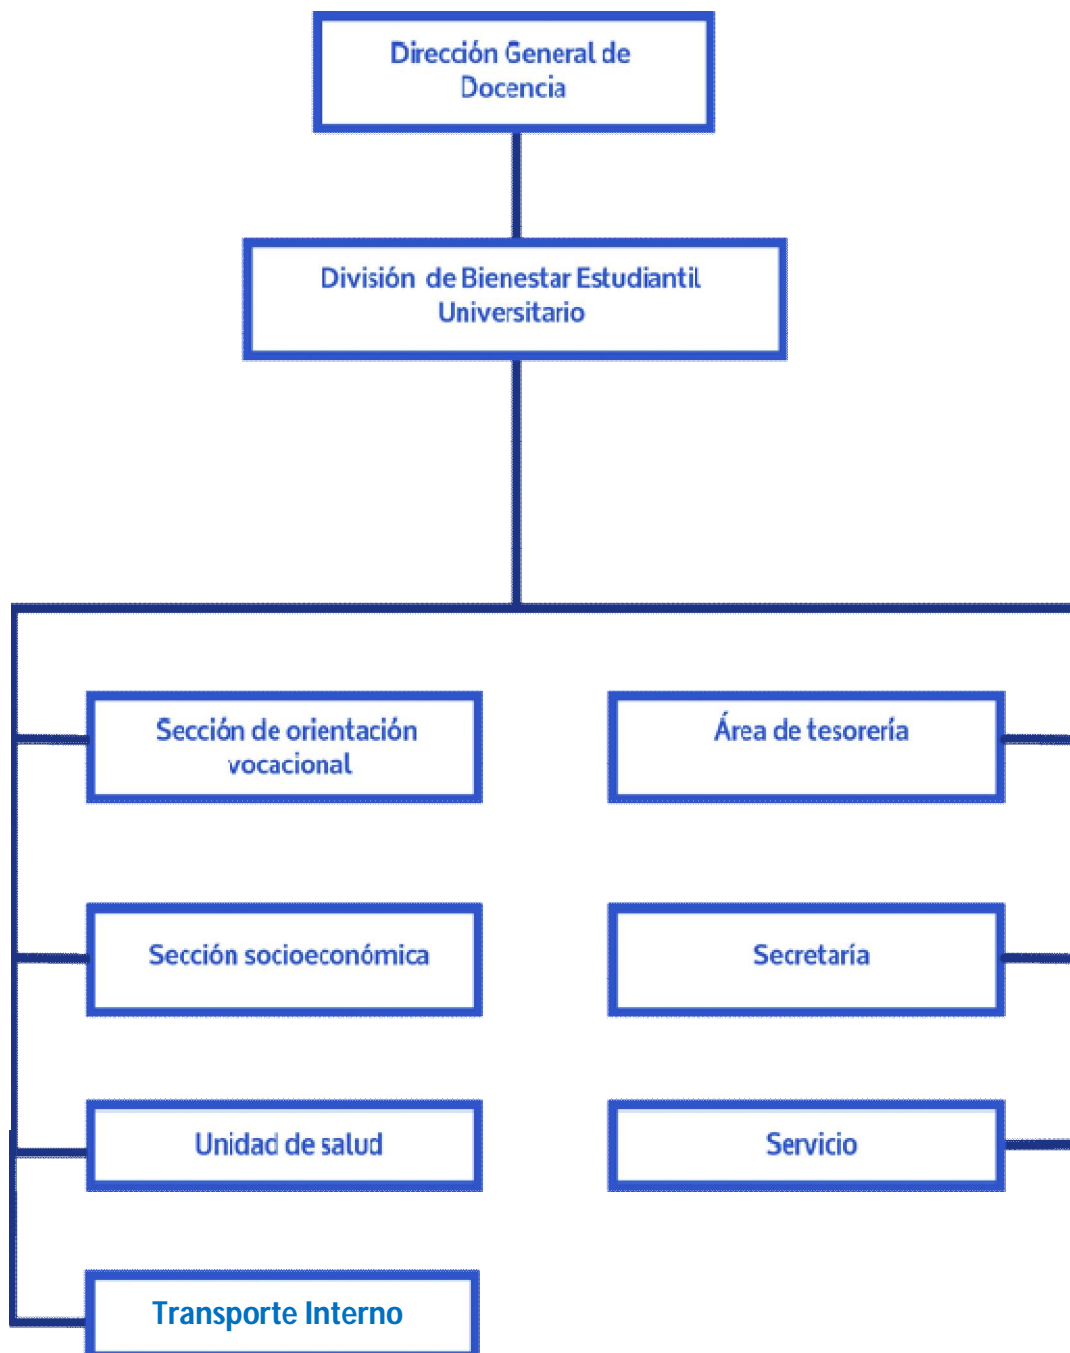 Dirección General de
Docencia
División de Bienestar Estudiantil
Universitario
Sección de orientación
vocacional
Área de tesorería
Sección socioeconómica
Secretaría
Unidad de salud
Servicio
Transporte Interno